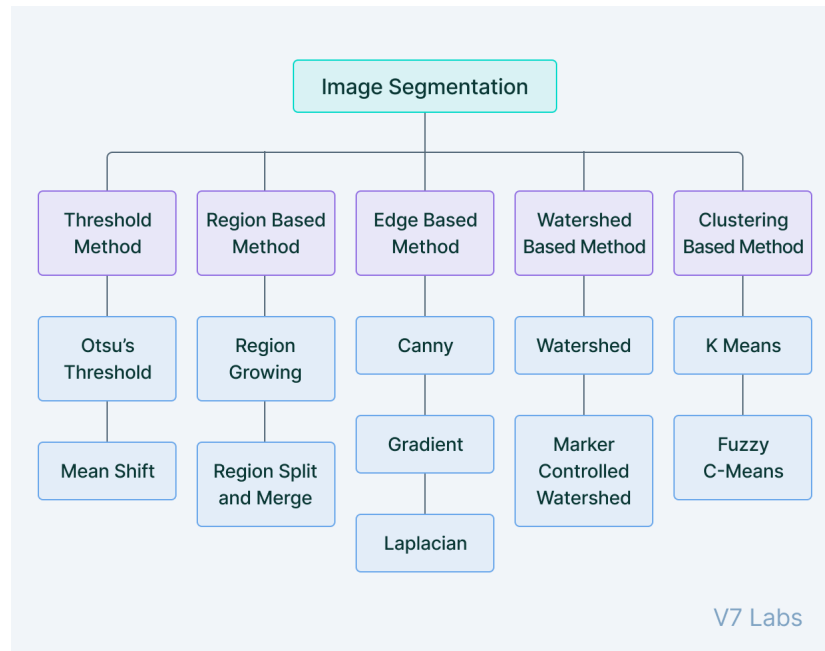 Image Segmentation
Threshold
Method
Region Based
Method
Edge Based
Method
Watershed
Based Method
Clustering
Based Method
Otsu’s
Threshold
Region
Growing
Canny
Watershed
K Means
Mean Shift
Region Split
and Merge
Gradient
Marker
Controlled
Watershed
Fuzzy
C-Means
Laplacian
V7 Labs